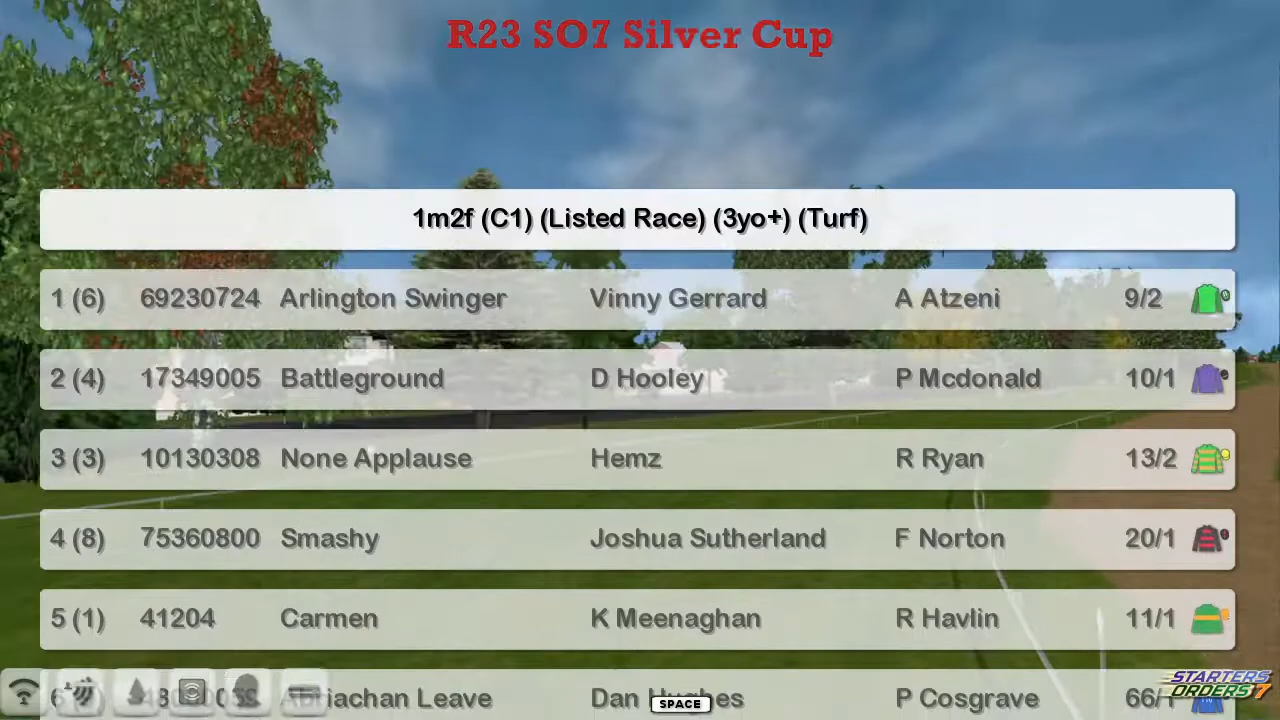 R23 SO7 Silver Cup
1m2f (C1) (Listed Race) (3yo+) (Turf)
1 (6) 69230724 Arlington Swinger Vinny Gerrard A Atzeni 9/2
2 (4) 17349005 Battleground D Hooley P Mcdonald 10/1
3 (3) 10130308 None Applause Hemz R Ryan 13/2
4 (8) 75360800 Smashy Joshua Sutherland F Norton 20/1
5 (1) 41204 Carmen K Meenaghan R Havlin 11/1
Leave Dan Hughes P Cosgrave 66/1
SPACE
STARTERS ORDERS 7